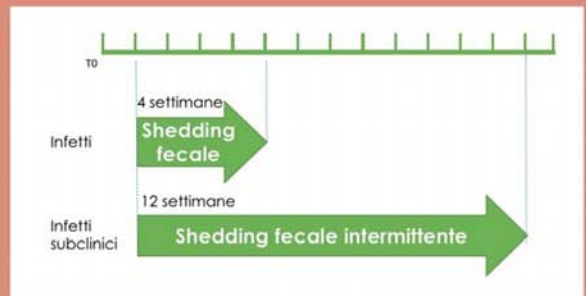 T0
4 settimane
Infetti
Shedding
fecale
12 settimane
Infetti
subclinici
Shedding fecale intermittente